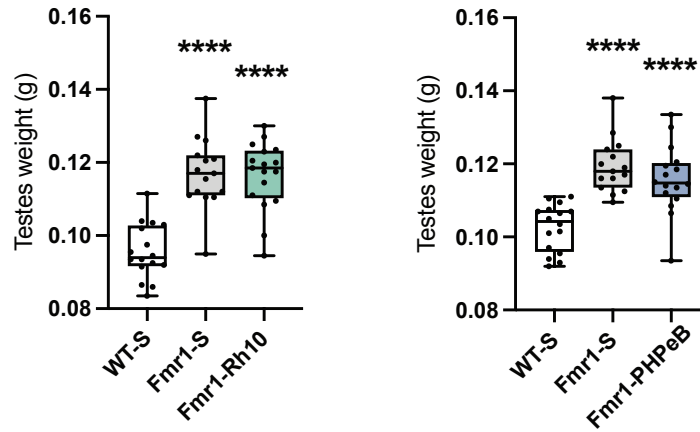 Testes weight (g)
0.16
0.14
0.12
0.10
0.08
****
****
WT-S
Fmr1-S
Fmr1-Rh10
Testes weight (g)
0.16
0.14
0.12
0.10
0.08
****
****
WT-S
Fmr1-S
Fmr1-PHPeB